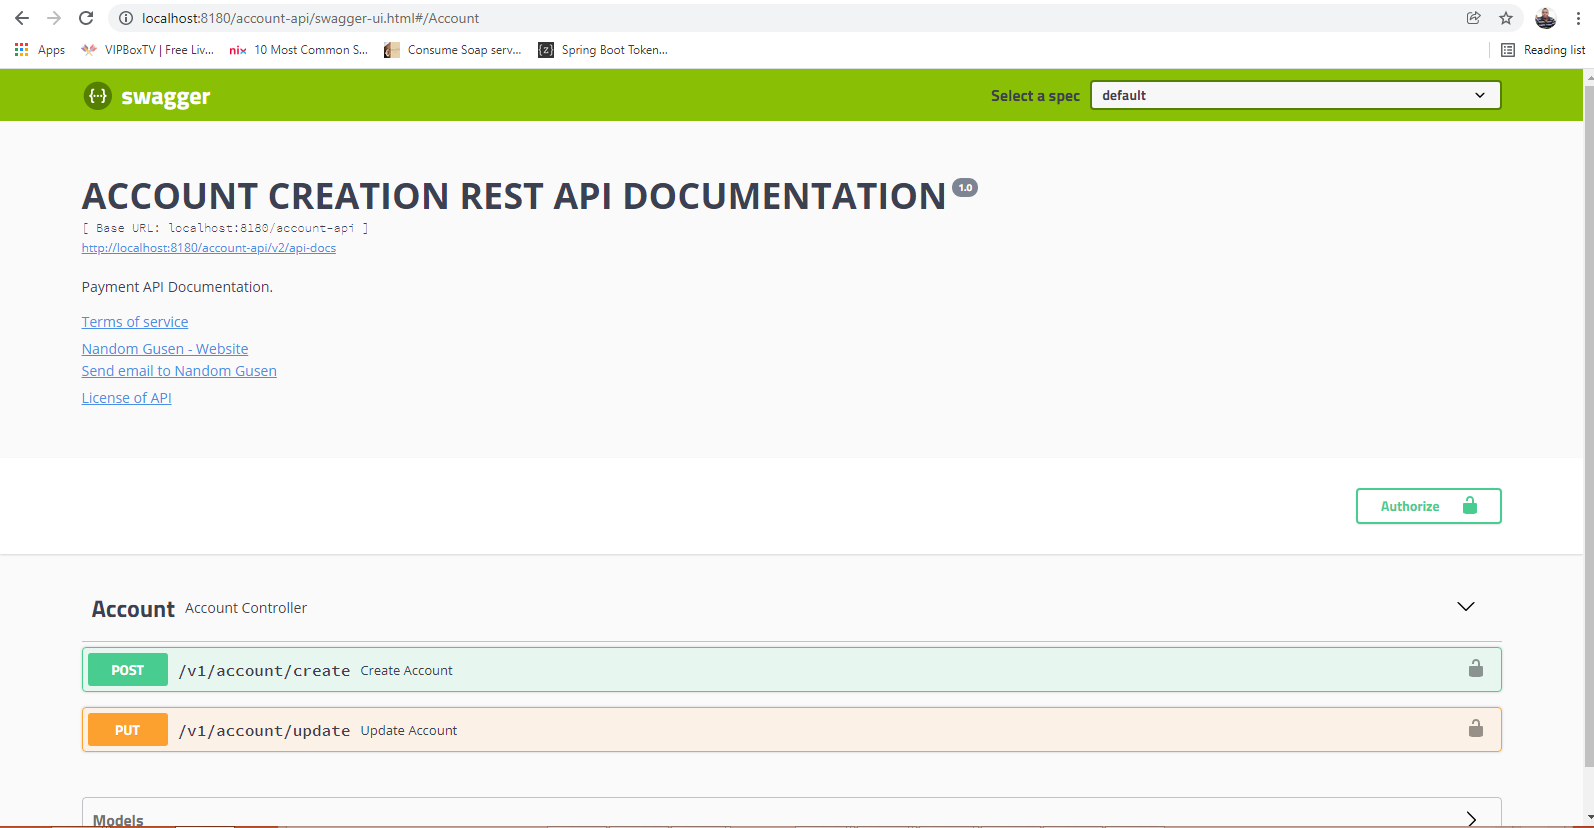 localhost:8180/account-api/swagger-ui.html#/Account
Apps VIPBoxTV | Free Liv... nix 10 Most Common S... Consume Soap serv... {z} Spring Boot Token... Reading list
{...} swagger Select a spec default
ACCOUNT CREATION REST API DOCUMENTATION 1.0
[ Base URL: localhost:8180/account-api ]
http://localhost:8180/account-api/v2/api-docs
Payment API Documentation.
Terms of service
Nandom Gusen - Website
Send email to Nandom Gusen
License of API
Authorize
Account Account Controller
POST /v1/account/create Create Account
PUT /v1/account/update Update Account
Models